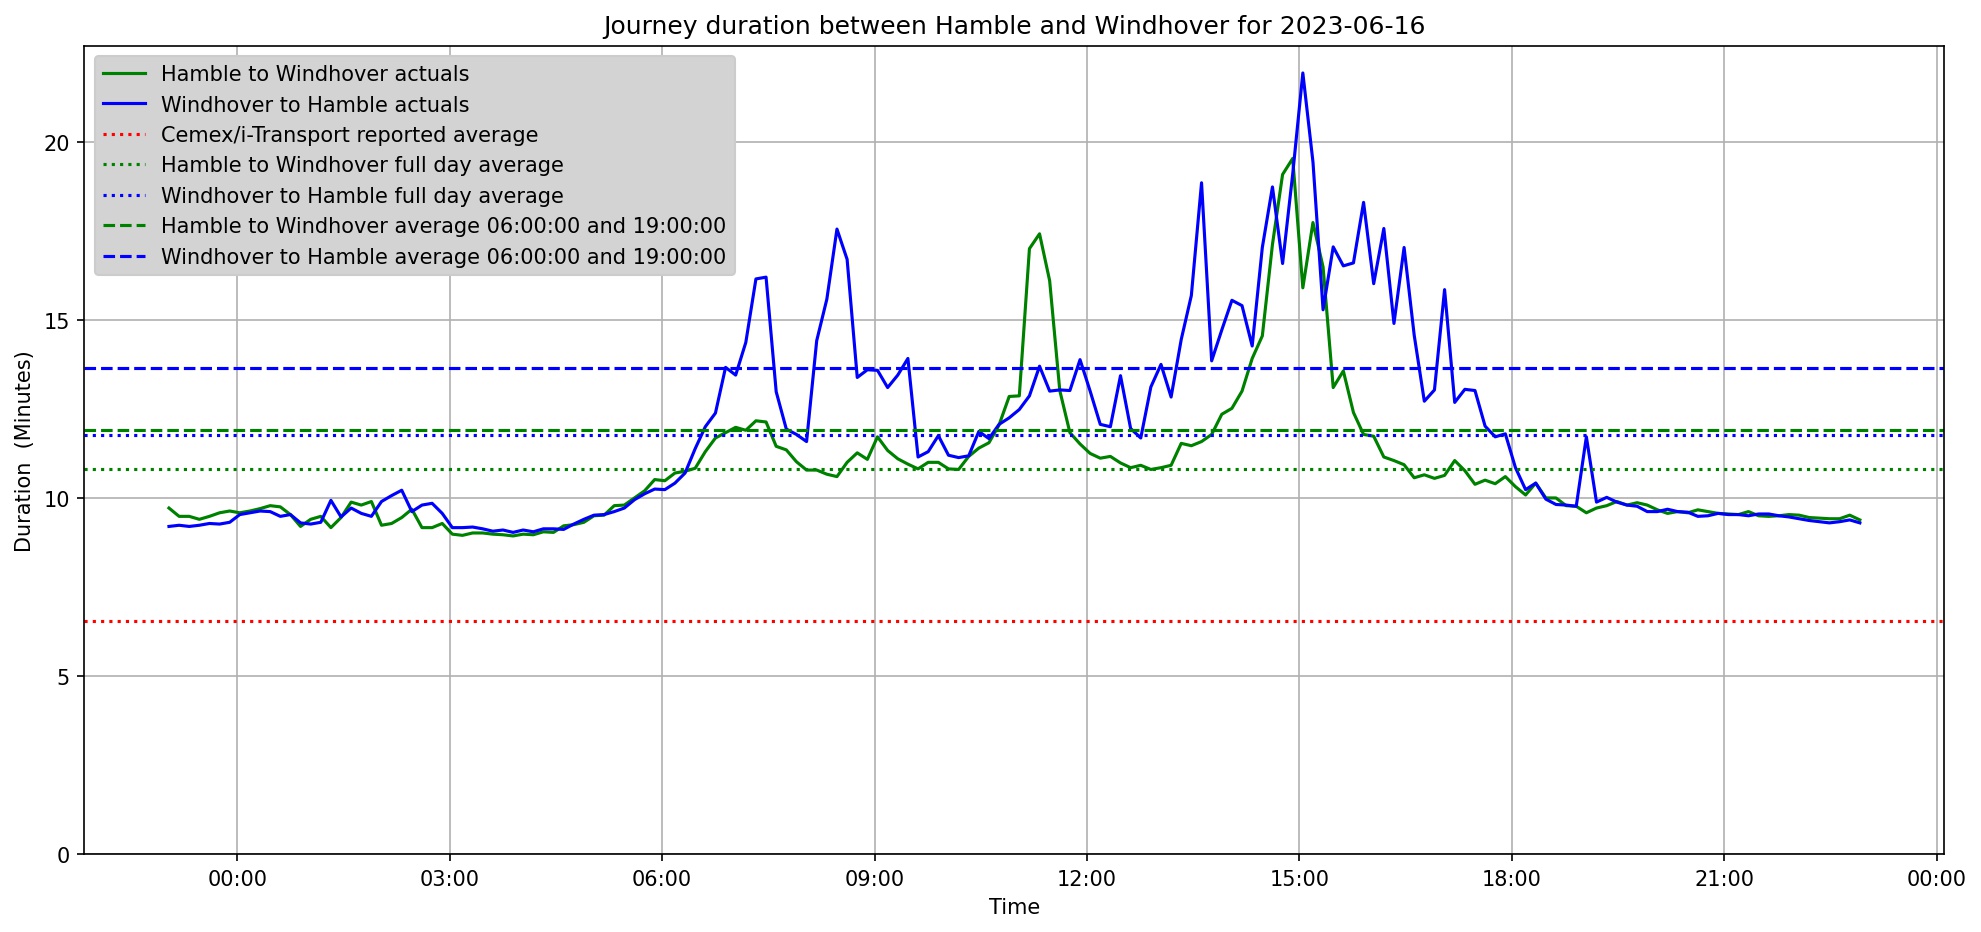 Journey duration between Hamble and Windhover for 2023-06-16
Hamble to Windhover actuals
Windhover to Hamble actuals
Cemex/i-Transport reported average
Hamble to Windhover full day average
Windhover to Hamble full day average
Hamble to Windhover average 06:00:00 and 19:00:00
Windhover to Hamble average 06:00:00 and 19:00:00
Duration (Minutes)
20
15
10
5
0
00:00 03:00 06:00 09:00 12:00 15:00 18:00 21:00 00:00
Time